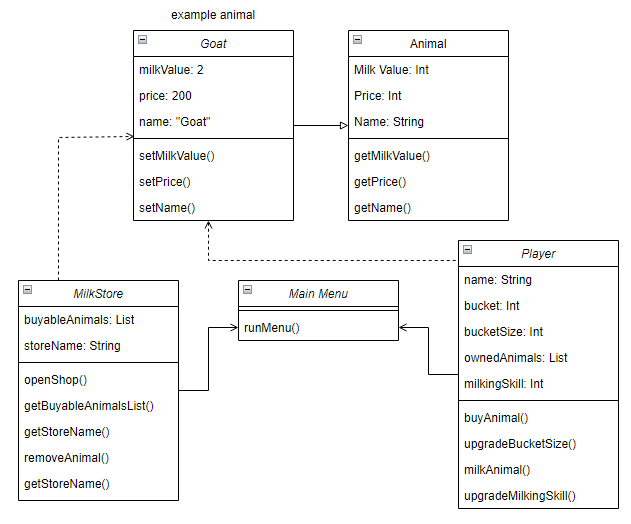 example animal
Goat
milkValue: 2
price: 200
name: "Goat"
setMilkValue()
setPrice()
setName()
Animal
Milk Value: Int
Price: Int
Name: String
getMilkValue()
getPrice()
getName()
MilkStore
buyableAnimals: List
storeName: String
openShop()
getBuyableAnimalsList()
getStoreName()
removeAnimal()
getStoreName()
Main Menu
runMenu()
Player
name: String
bucket: Int
bucketSize: Int
ownedAnimals: List
milkingSkill: Int
buyAnimal()
upgradeBucketSize()
milkAnimal()
upgradeMilkingSkill()